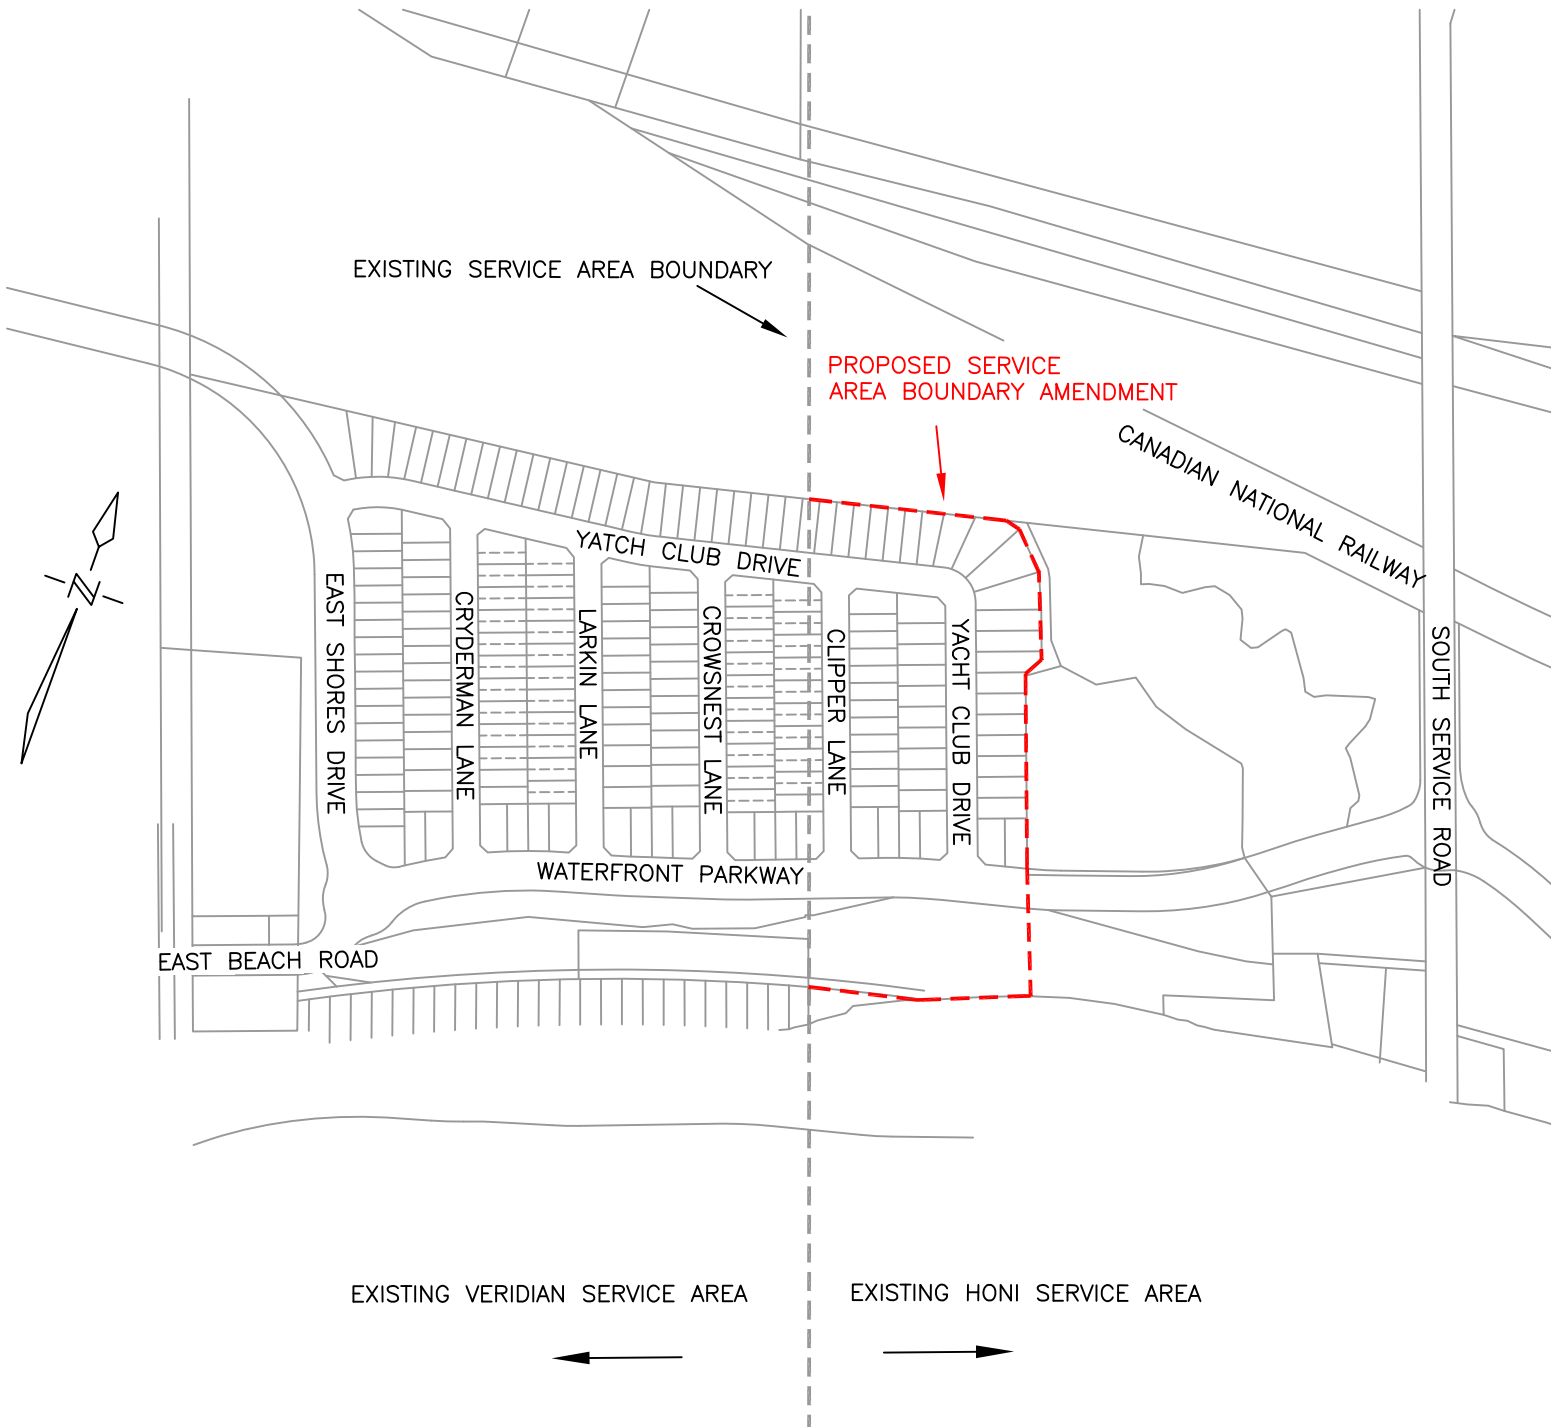 EXISTING SERVICE AREA BOUNDARY
PROPOSED SERVICE
AREA BOUNDARY AMENDMENT
CANADIAN NATIONAL RAILWAY
N
YATCH CLUB DRIVE
EAST SHORES DRIVE
CRYDERMAN LANE
LARKIN LANE
CROWSNEST LANE
CLIPPER LANE
YACHT CLUB DRIVE
SOUTH SERVICE ROAD
WATERFRONT PARKWAY
EAST BEACH ROAD
EXISTING VERIDIAN SERVICE AREA
EXISTING HONI SERVICE AREA